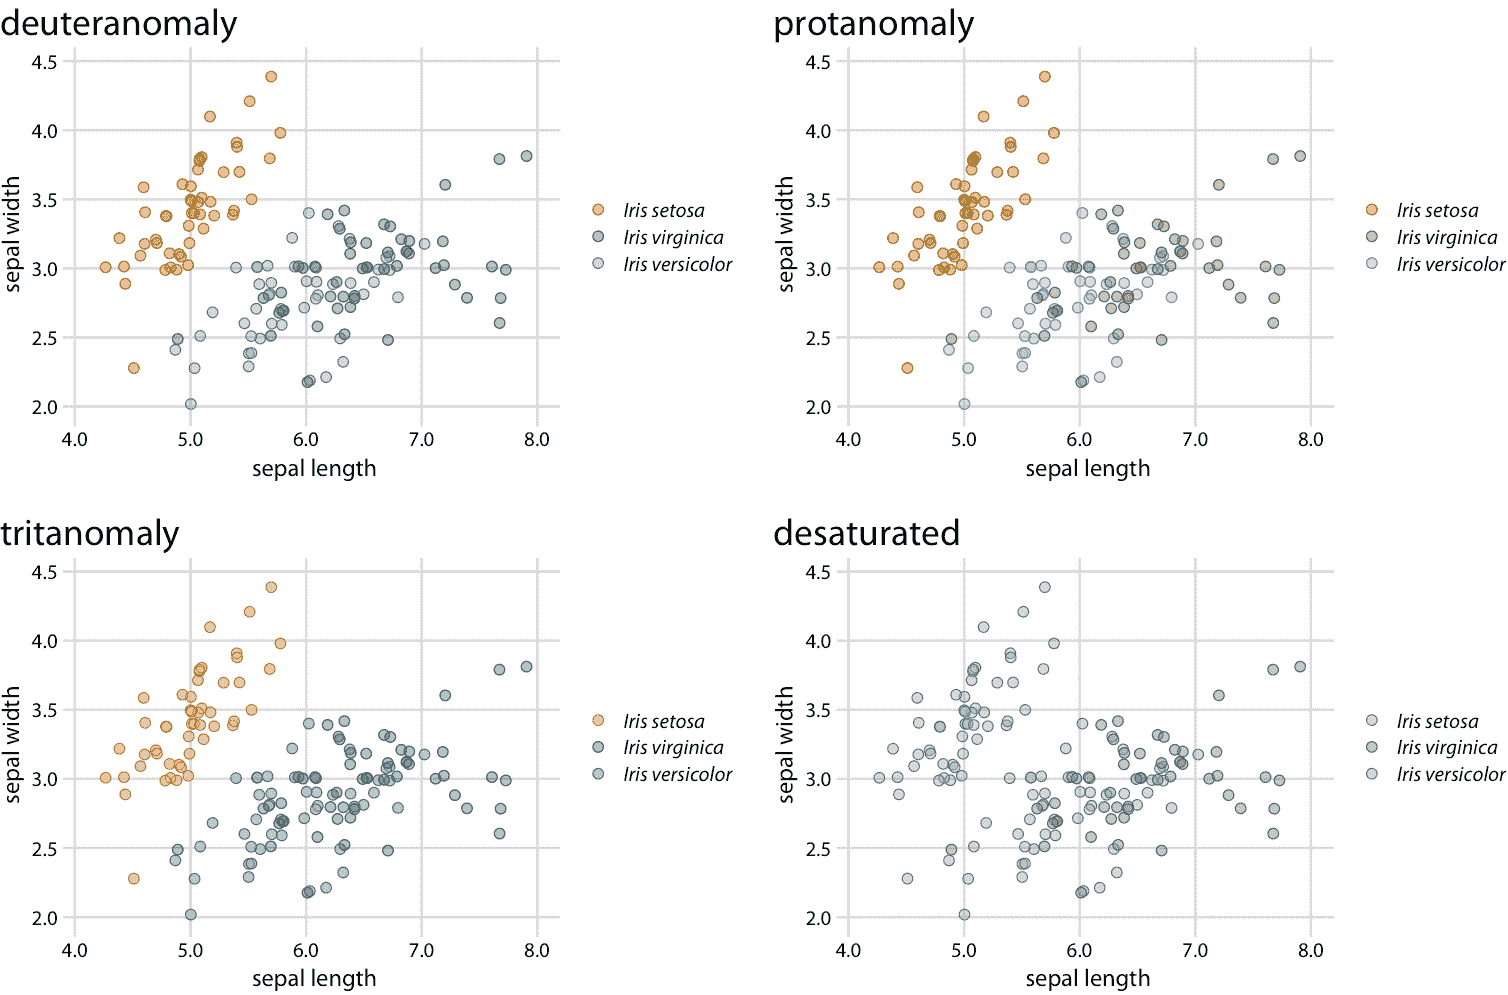 deuteranomaly
4.5
4.0
3.5
3.0
2.5
2.0
sepal width
4.0 5.0 6.0 7.0 8.0
sepal length
Iris setosa
Iris virginica
Iris versicolor
protanomaly
4.5
4.0
3.5
3.0
2.5
2.0
sepal width
4.0 5.0 6.0 7.0 8.0
sepal length
Iris setosa
Iris virginica
Iris versicolor
tritanomaly
4.5
4.0
3.5
3.0
2.5
2.0
sepal width
4.0 5.0 6.0 7.0 8.0
sepal length
Iris setosa
Iris virginica
Iris versicolor
desaturated
4.5
4.0
3.5
3.0
2.5
2.0
sepal width
4.0 5.0 6.0 7.0 8.0
sepal length
Iris setosa
Iris virginica
Iris versicolor